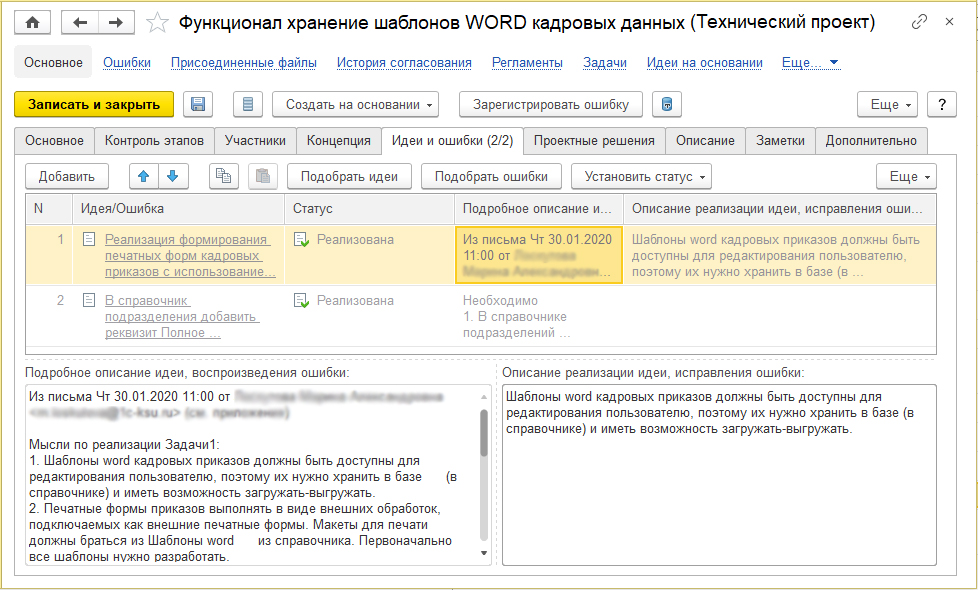 Функционал хранение шаблонов WORD кадровых данных (Технический проект)
Основное Ошибки Присоединенные файлы История согласования Регламенты Задачи Идеи на основании Еще...
Записать и закрыть Создать на основании Зарегистрировать ошибку Еще ?
Основное Контроль этапов Участники Концепция Идеи и ошибки (2/2) Проектные решения Описание Заметки Дополнительно
Добавить Подобрать идеи Подобрать ошибки Установить статус Еще
N Идея/Ошибка Статус Подробное описание и... Описание реализации идеи, исправления оши...
1 Реализация формирования Реализована Из письма Чт 30.01.2020 Шаблоны word кадровых приказов должны быть
печатных форм кадровых 11:00 от доступны для редактирования пользователю,
приказов с использование... поэтому их нужно хранить в базе (в ...
2 В справочник Реализована Необходимо
подразделения добавить 1. В справочнике
реквизит Полное ... подразделений ...
Подробное описание идеи, воспроизведения ошибки:
Из письма Чт 30.01.2020 11:00 от
Мысли по реализации Задачи1:
1. Шаблоны word кадровых приказов должны быть доступны для
редактирования пользователю, поэтому их нужно хранить в базе (в
справочнике) и иметь возможность загружать-выгружать.
2. Печатные формы приказов выполнять в виде внешних обработок,
подключаемых как внешние печатные формы. Макеты для печати
должны браться из Шаблоны word из справочника. Первоначально
все шаблоны нужно разработать.
Описание реализации идеи, исправления ошибки:
Шаблоны word кадровых приказов должны быть доступны для
редактирования пользователю, поэтому их нужно хранить в базе (в
справочнике) и иметь возможность загружать-выгружать.